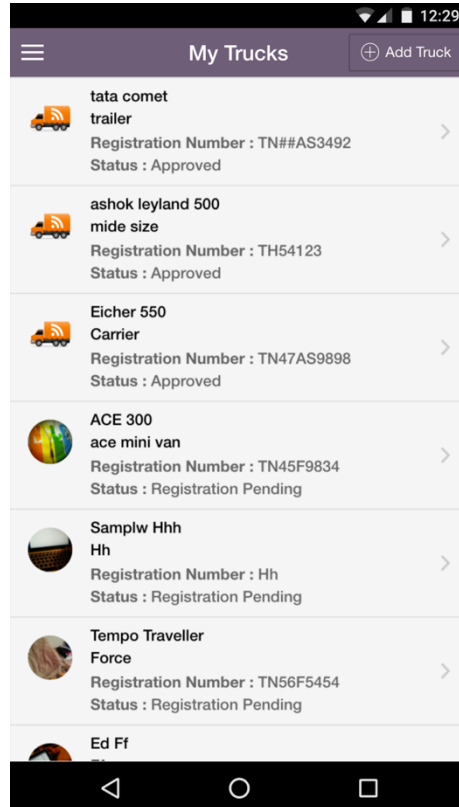 12:29
My Trucks
Add Truck
tata comet
trailer
Registration Number : TN##AS3492
Status : Approved
ashok leyland 500
mide size
Registration Number : TH54123
Status : Approved
Eicher 550
Carrier
Registration Number : TN47AS9898
Status : Approved
ACE 300
ace mini van
Registration Number : TN45F9834
Status : Registration Pending
Samplw Hhh
Hh
Registration Number : Hh
Status : Registration Pending
Tempo Traveller
Force
Registration Number : TN56F5454
Status : Registration Pending
Ed Ff